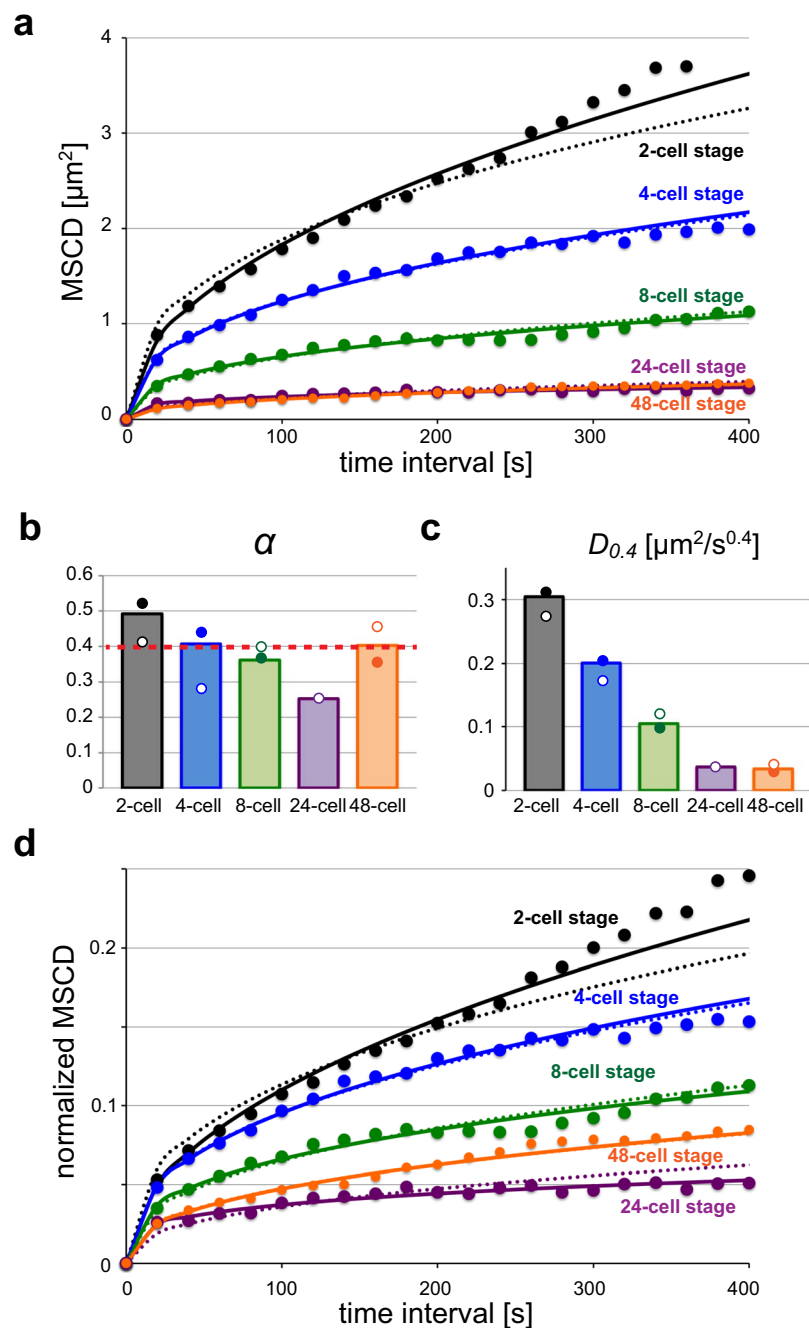 a
MSCD [µm²]
4
3
2
1
0
2-cell stage
4-cell stage
8-cell stage
24-cell stage
48-cell stage
0 100 200 300 400
time interval [s]
b
α
0.6
0.5
0.4
0.3
0.2
0.1
0
2-cell 4-cell 8-cell 24-cell 48-cell
c
D0.4 [µm²/s^0.4]
0.3
0.2
0.1
0
2-cell 4-cell 8-cell 24-cell 48-cell
d
normalized MSCD
0.2
0.1
0
2-cell stage
4-cell stage
8-cell stage
48-cell stage
24-cell stage
0 100 200 300 400
time interval [s]